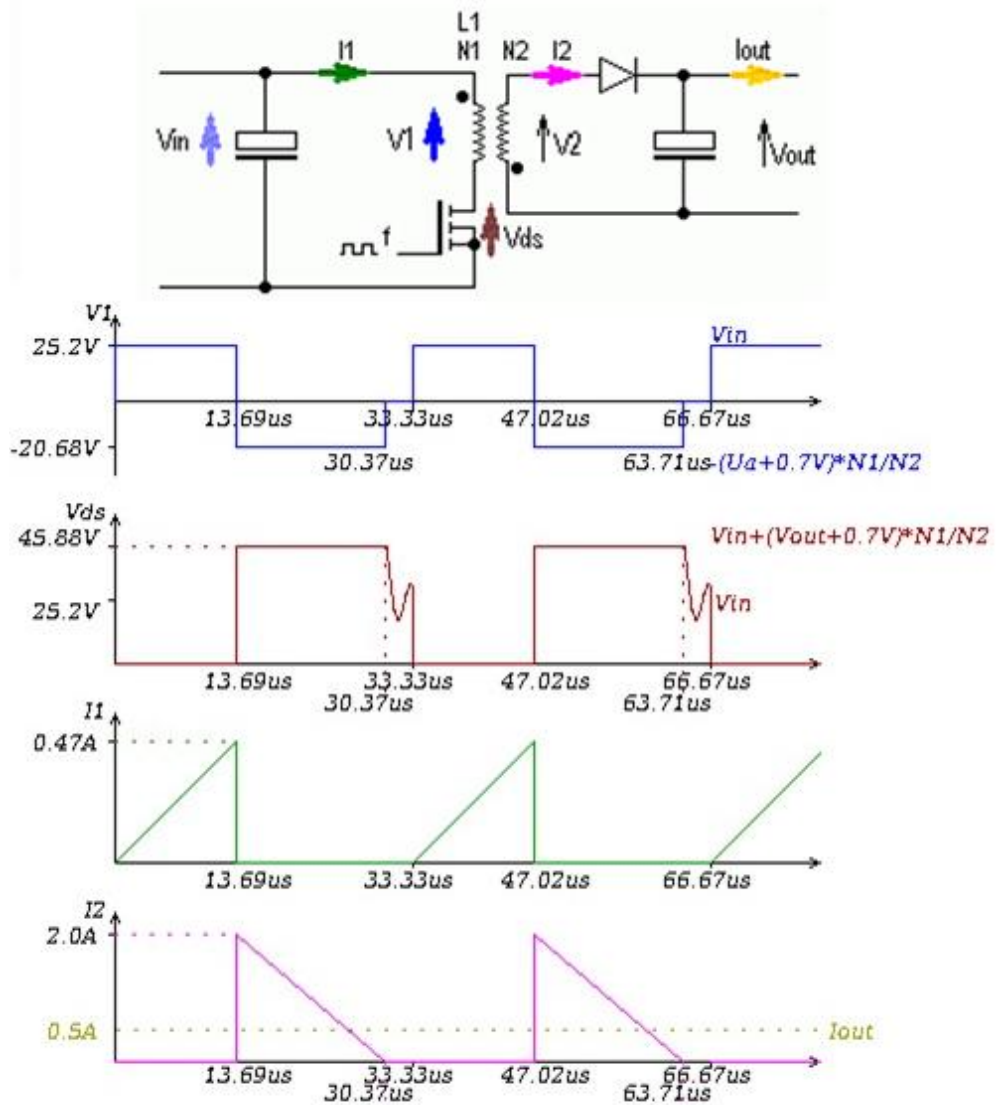 L1
I1 N1 N2 I2 Iout
Vin V1 V2 Vout
f Vds
V1
25.2V Vin
13.69us 33.33us 47.02us 66.67us
-20.68V 30.37us 63.71us -(Ua+0.7V)*N1/N2
Vds
45.88V Vin+(Vout+0.7V)*N1/N2
25.2V Vin
13.69us 33.33us 47.02us 66.67us
30.37us 63.71us
I1
0.47A
13.69us 33.33us 47.02us 66.67us
I2
2.0A
0.5A Iout
13.69us 33.33us 47.02us 66.67us
30.37us 63.71us